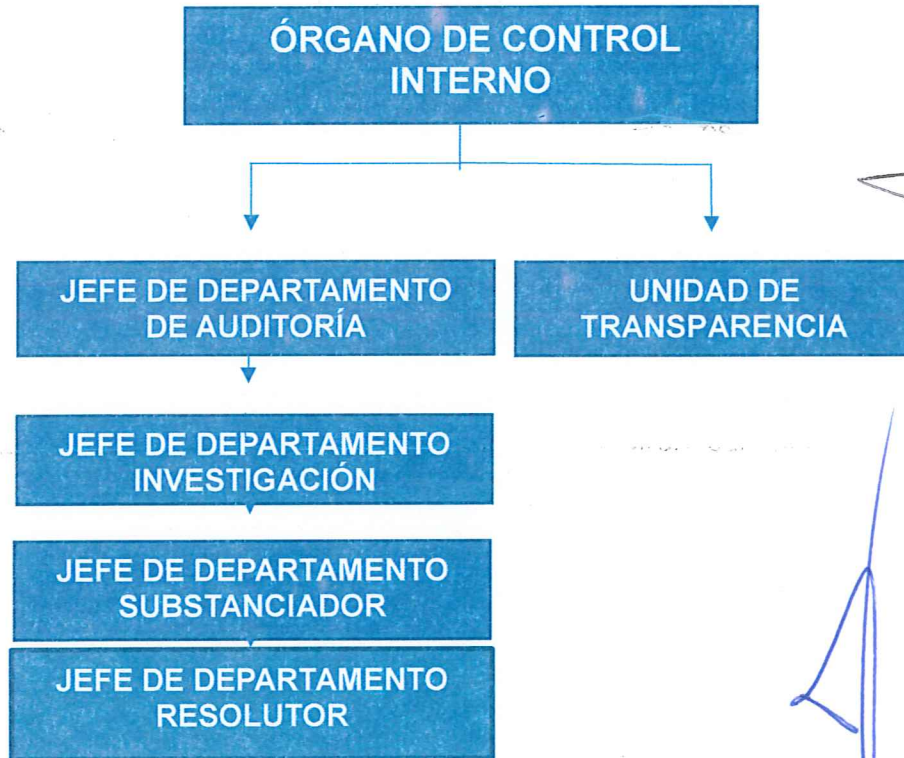 ÓRGANO DE CONTROL
INTERNO
JEFE DE DEPARTAMENTO
DE AUDITORÍA
UNIDAD DE
TRANSPARENCIA
JEFE DE DEPARTAMENTO
INVESTIGACIÓN
JEFE DE DEPARTAMENTO
SUBSTANCIADOR
JEFE DE DEPARTAMENTO
RESOLUTOR